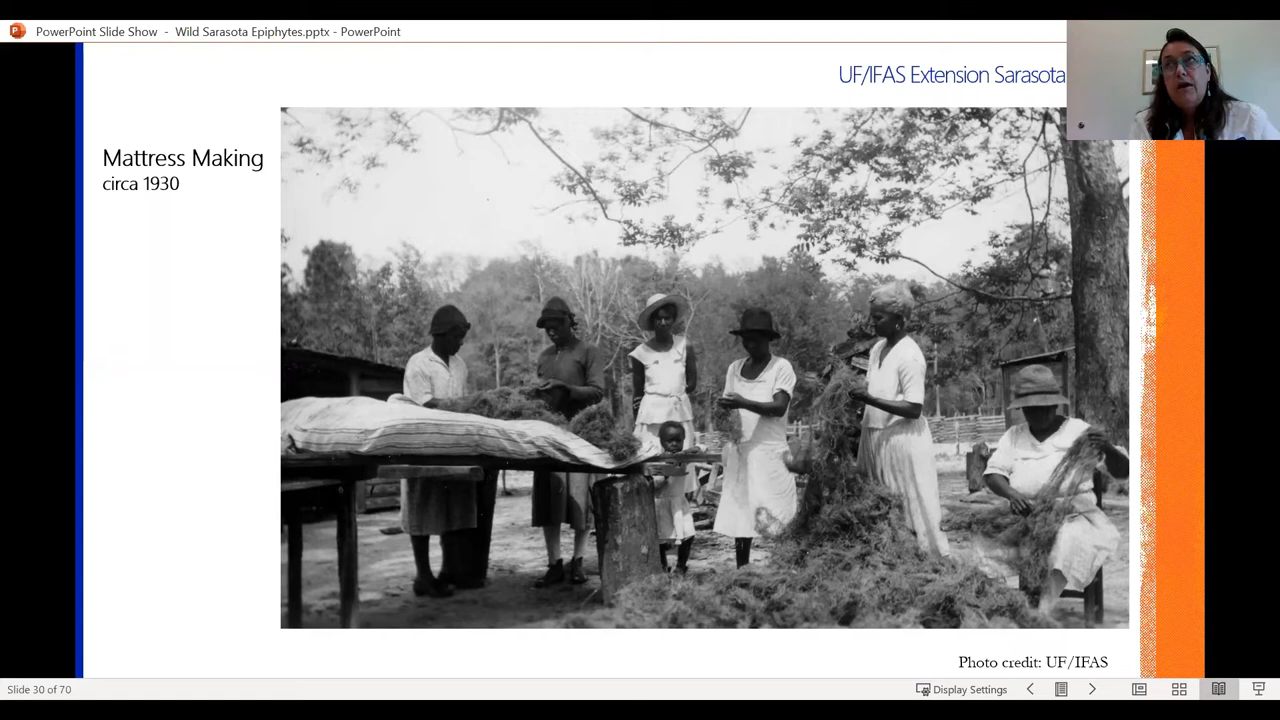 PowerPoint Slide Show - Wild Sarasota Epiphytes.pptx - PowerPoint
UF/IFAS Extension Sarasota
Mattress Making
circa 1930
Photo credit: UF/IFAS
Slide 30 of 70
Display Settings